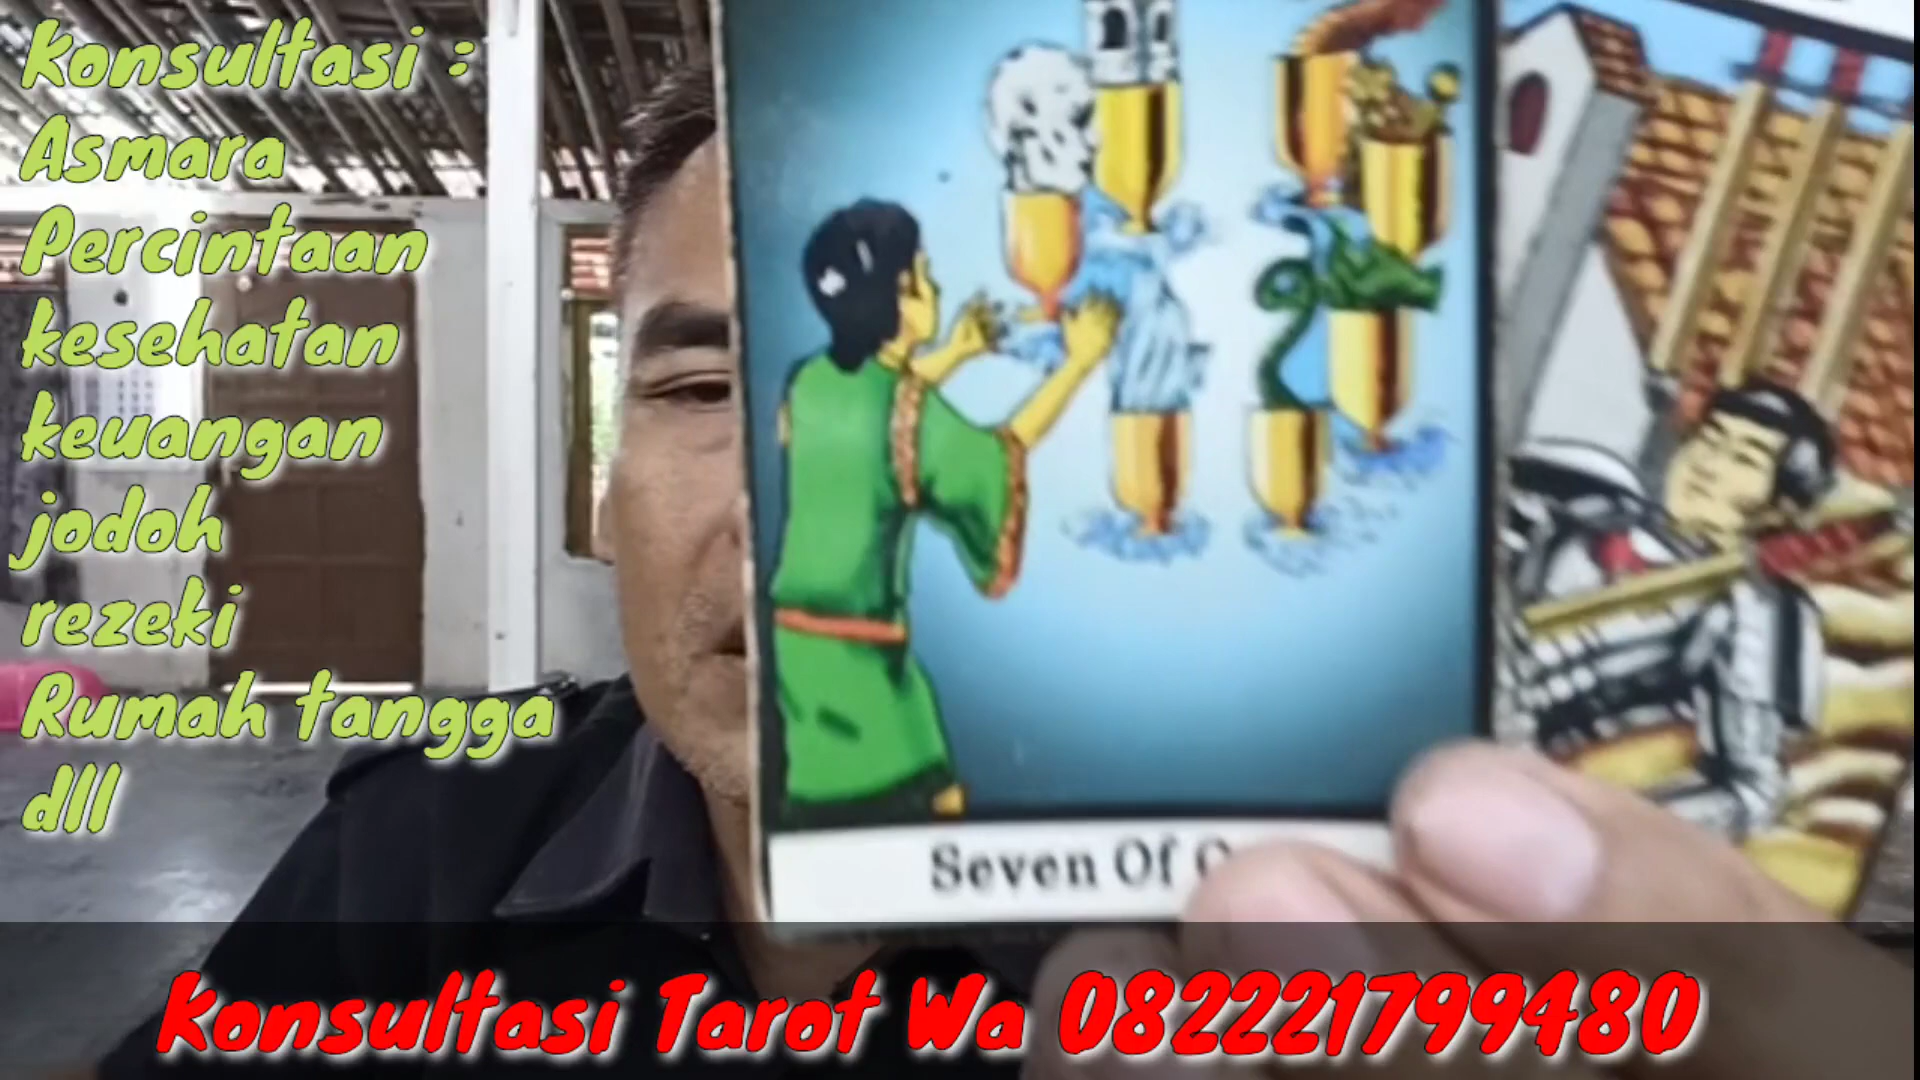 Konsultasi :
Asmara
Percintaan
kesehatan
keuangan
jodoh
rezeki
Rumah tangga
dll
Seven Of
Konsultasi Tarot Wa 082221799480